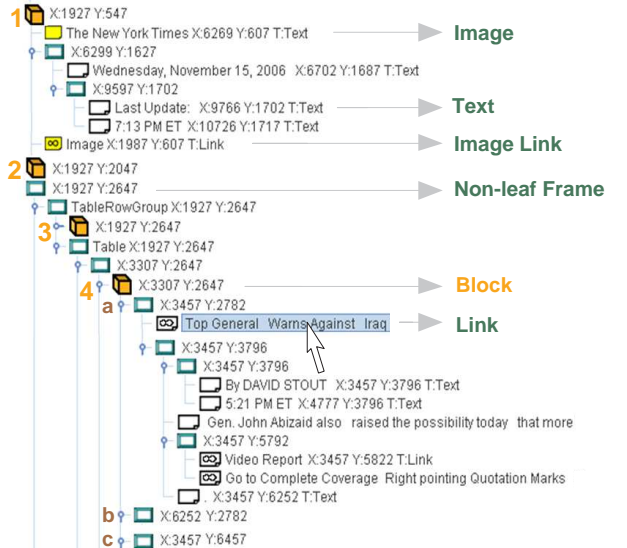 1 X:1927 Y:547
The New York Times X:6269 Y:607 T:Text Image
X:6299 Y:1627
Wednesday, November 15, 2006 X:6702 Y:1687 T:Text
X:9597 Y:1702
Last Update: X:9766 Y:1702 T:Text Text
7:13 PM ET X:10726 Y:1717 T:Text
Image X:1987 Y:607 T:Link Image Link
2 X:1927 Y:2047
X:1927 Y:2647 Non-leaf Frame
TableRowGroup X:1927 Y:2647
3 X:1927 Y:2647
Table X:1927 Y:2647
X:3307 Y:2647
4 X:3307 Y:2647 Block
a X:3457 Y:2782
Top General Warns Against Iraq Link
X:3457 Y:3796
X:3457 Y:3796
By DAVID STOUT X:3457 Y:3796 T:Text
5:21 PM ET X:4777 Y:3796 T:Text
Gen. John Abizaid also raised the possibility today that more
X:3457 Y:5792
Video Report X:3457 Y:5822 T:Link
Go to Complete Coverage Right pointing Quotation Marks
. X:3457 Y:6252 T:Text
b X:6252 Y:2782
c X:3457 Y:6457